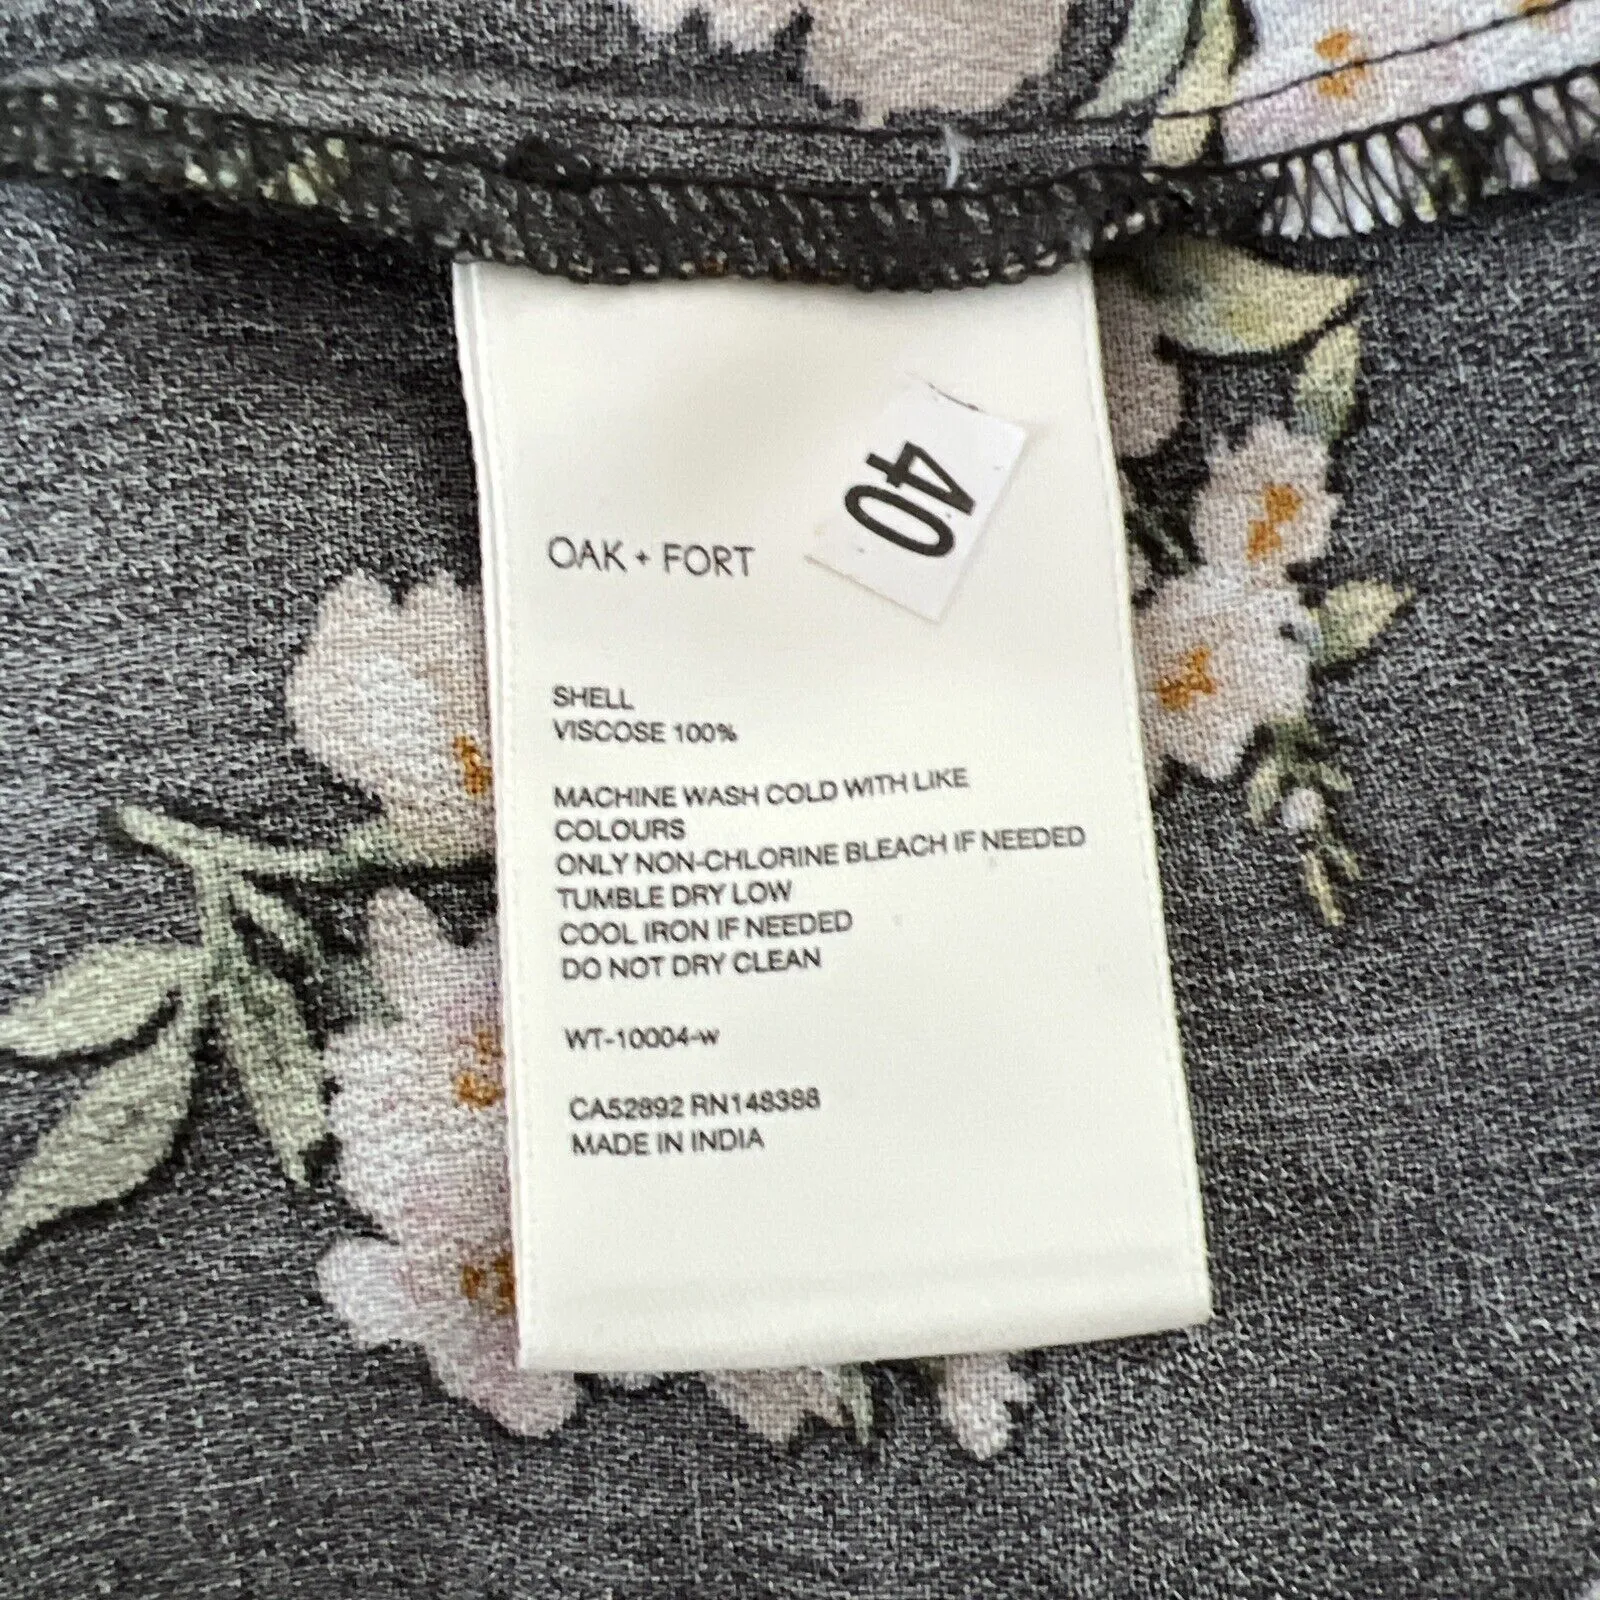 40
OAK + FORT
SHELL
VISCOSE 100%
MACHINE WASH COLD WITH LIKE
COLOURS
ONLY NON-CHLORINE BLEACH IF NEEDED
TUMBLE DRY LOW
COOL IRON IF NEEDED
DO NOT DRY CLEAN
WT-10004-w
CA52892 RN148388
MADE IN INDIA